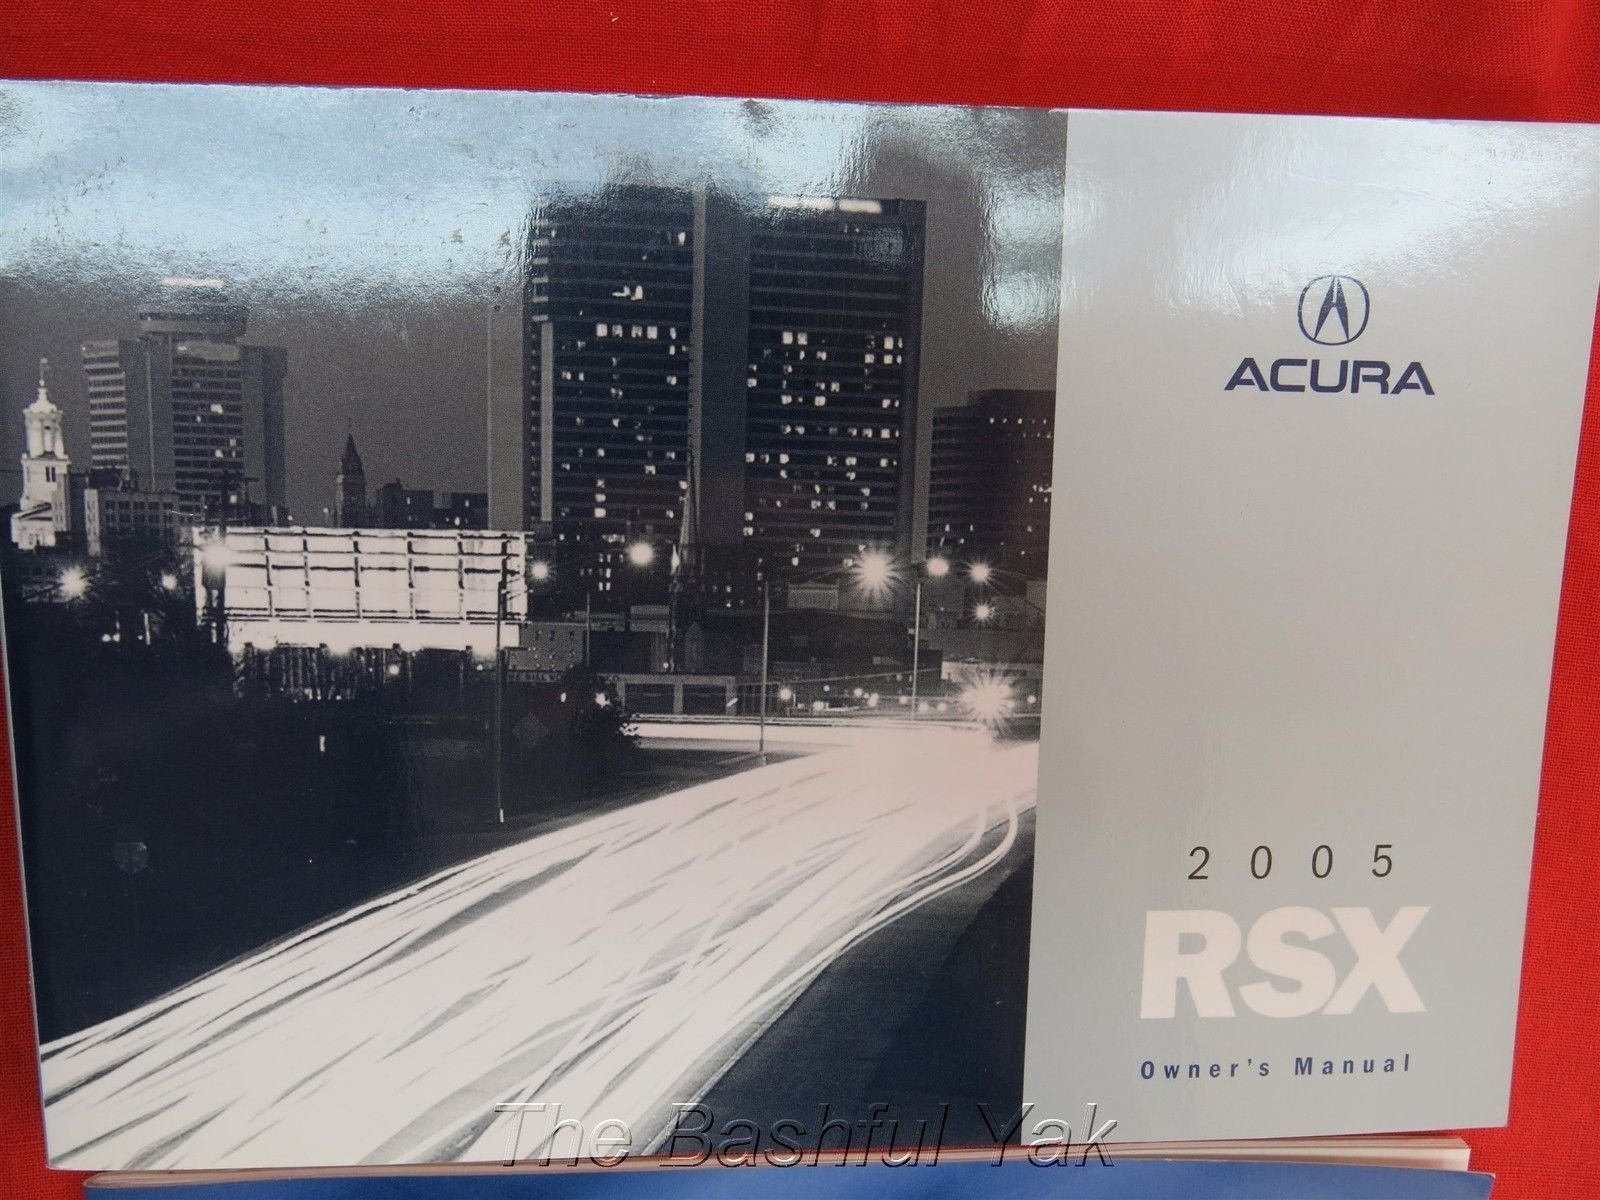 ACURA
2005
RSX
Owner's Manual
The Bashful Yak